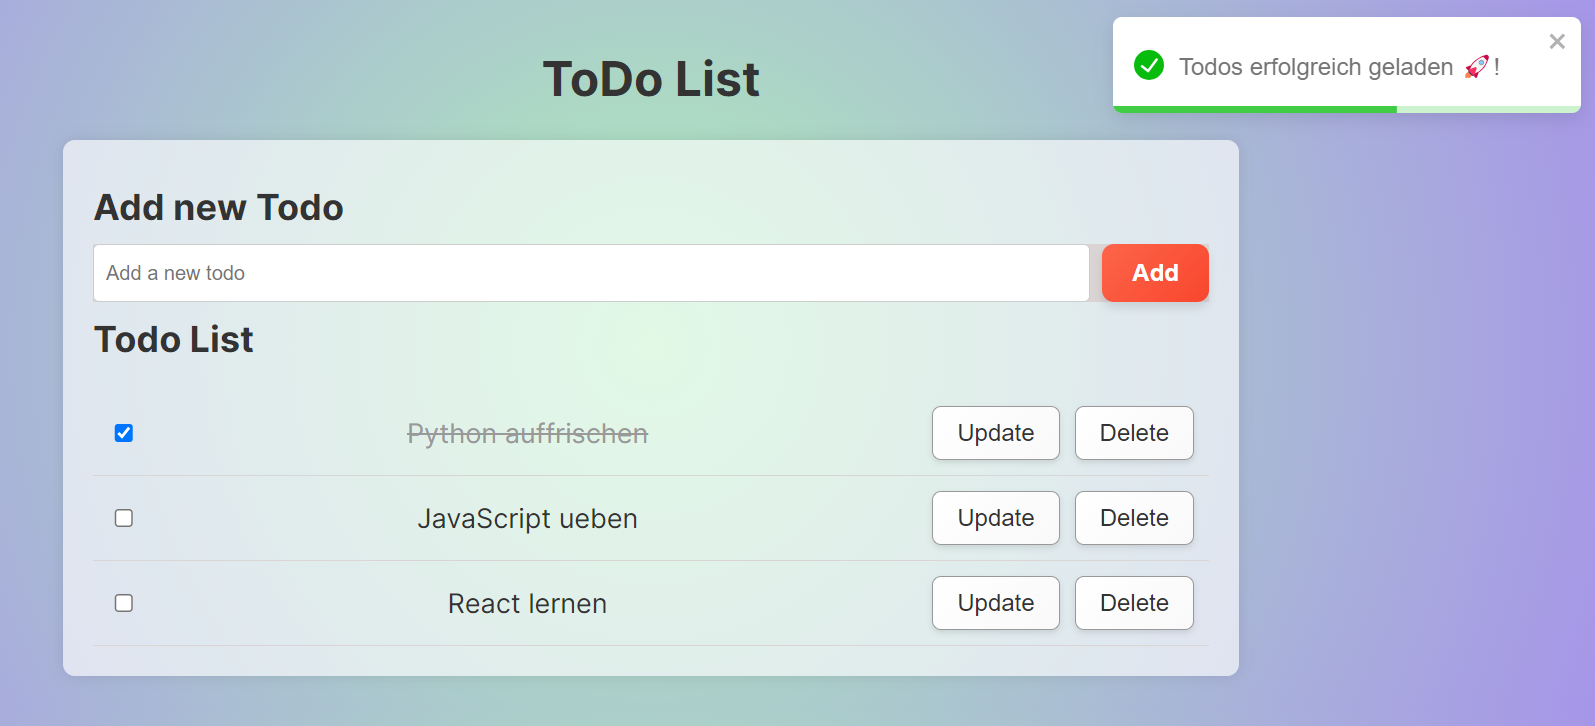 ToDo List
Todos erfolgreich geladen 🚀!
Add new Todo
Add a new todo
Add
Todo List
Python auffrischen
Update
Delete
JavaScript ueben
Update
Delete
React lernen
Update
Delete